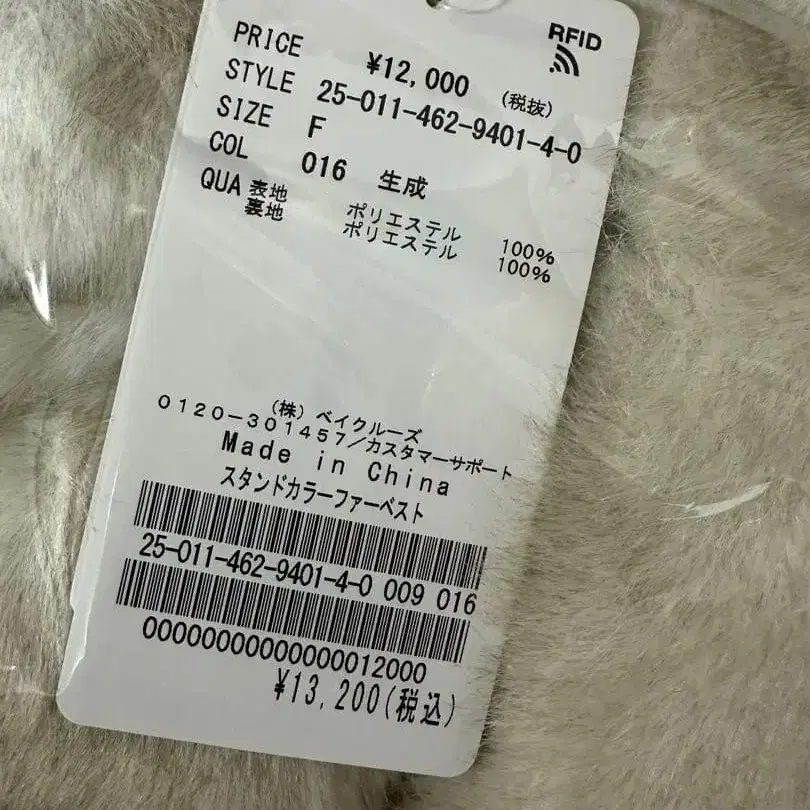 RFID
PRICE ¥12,000 (税抜)
STYLE 25-011-462-9401-4-0
SIZE F
COL 016 生成
QUA 表地 ポリエステル 100%
裏地 ポリエステル 100%
(株) ベイクルーズ
0120-301457/カスタマーサポート
Made in China
スタンドカラーファーベスト
25-011-462-9401-4-0 009 016
0000000000000000012000
¥13,200(税込)